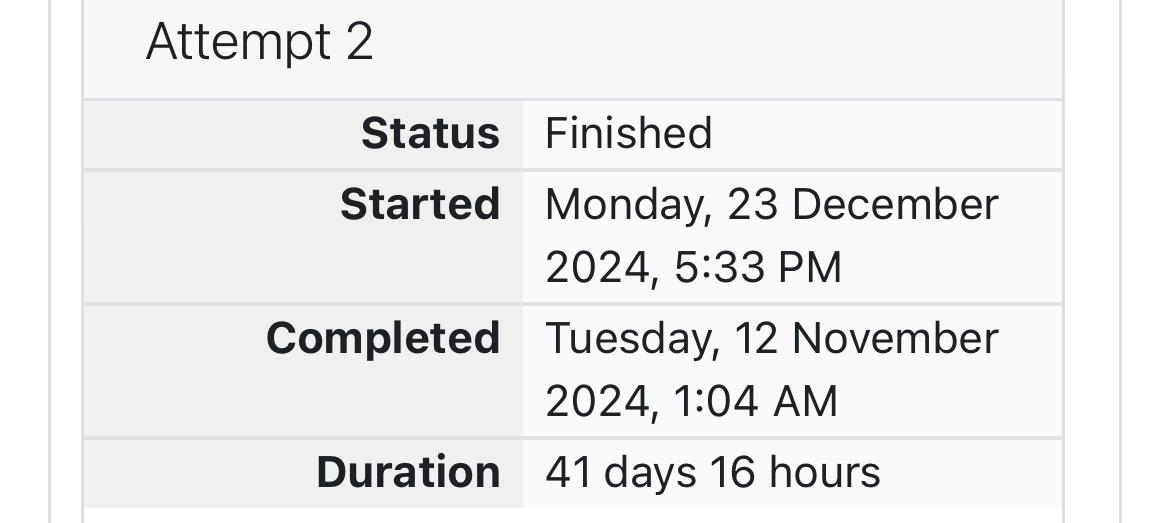 Attempt 2
Status Finished
Started Monday, 23 December
2024, 5:33 PM
Completed Tuesday, 12 November
2024, 1:04 AM
Duration 41 days 16 hours